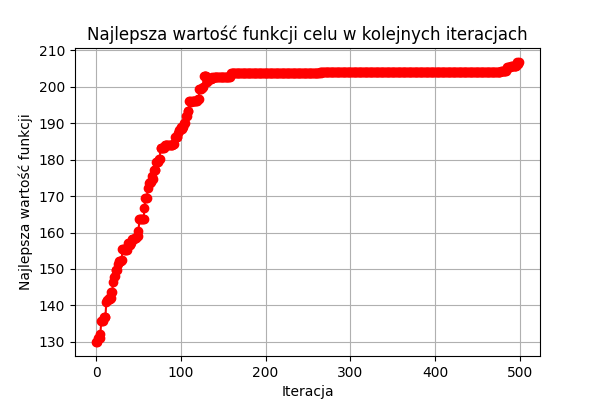 Najlepsza wartość funkcji celu w kolejnych iteracjach
210
200
190
180
170
160
150
140
130
Najlepsza wartość funkcji
0 100 200 300 400 500
Iteracja